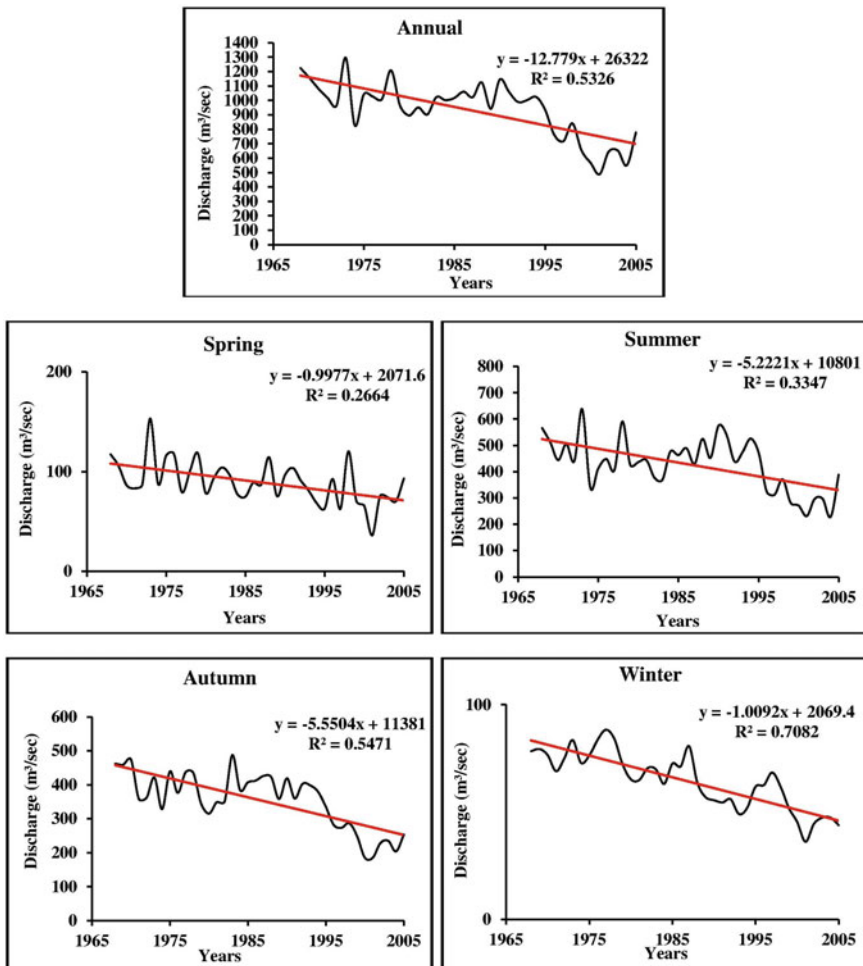 Annual
y = -12.779x + 26322
R² = 0.5326
Discharge (m³/sec)
1400
1300
1200
1100
1000
900
800
700
600
500
400
300
200
100
0
1965
1975
1985
1995
2005
Years
Spring
y = -0.9977x + 2071.6
R² = 0.2664
Discharge (m³/sec)
200
100
0
1965
1975
1985
1995
2005
Years
Summer
y = -5.2221x + 10801
R² = 0.3347
Discharge (m³/sec)
800
700
600
500
400
300
200
100
0
1965
1975
1985
1995
2005
Years
Autumn
y = -5.5504x + 11381
R² = 0.5471
Discharge (m³/sec)
600
500
400
300
200
100
0
1965
1975
1985
1995
2005
Years
Winter
y = -1.0092x + 2069.4
R² = 0.7082
Discharge (m³/sec)
100
0
1965
1975
1985
1995
2005
Years